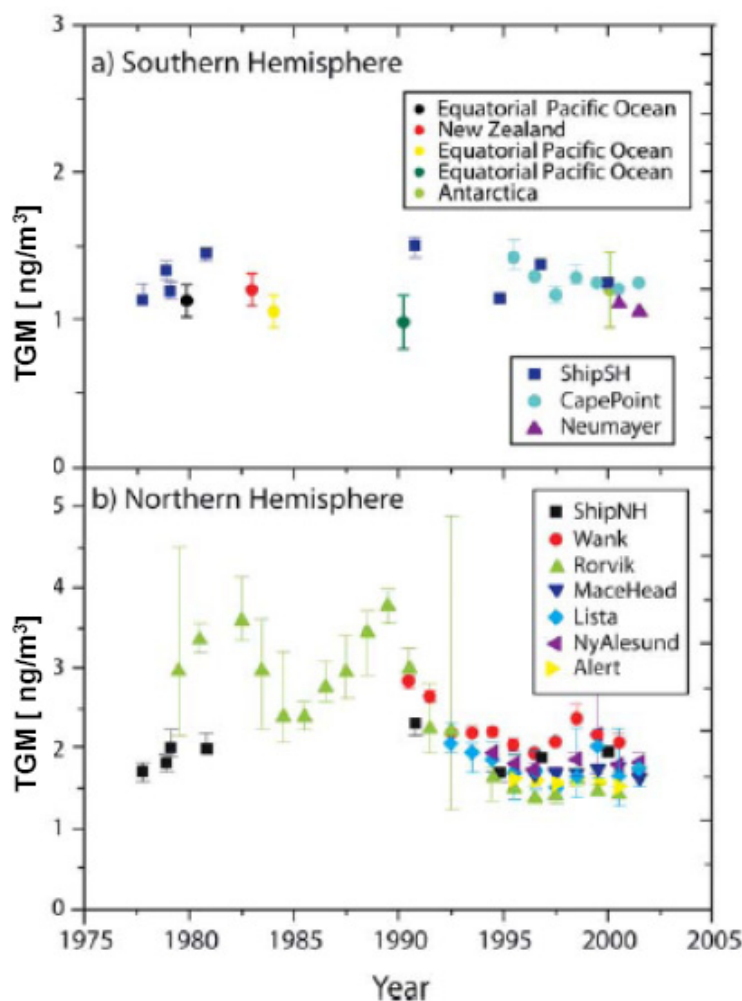 3
a) Southern Hemisphere
Equatorial Pacific Ocean
New Zealand
Equatorial Pacific Ocean
Equatorial Pacific Ocean
Antarctica
2
TGM [ ng/m³]
1
ShipSH
CapePoint
Neumayer
0
b) Northern Hemisphere
5
ShipNH
Wank
Rorvik
MaceHead
Lista
NyAlesund
Alert
4
TGM [ ng/m³]
3
2
1
0
1975 1980 1985 1990 1995 2000 2005
Year